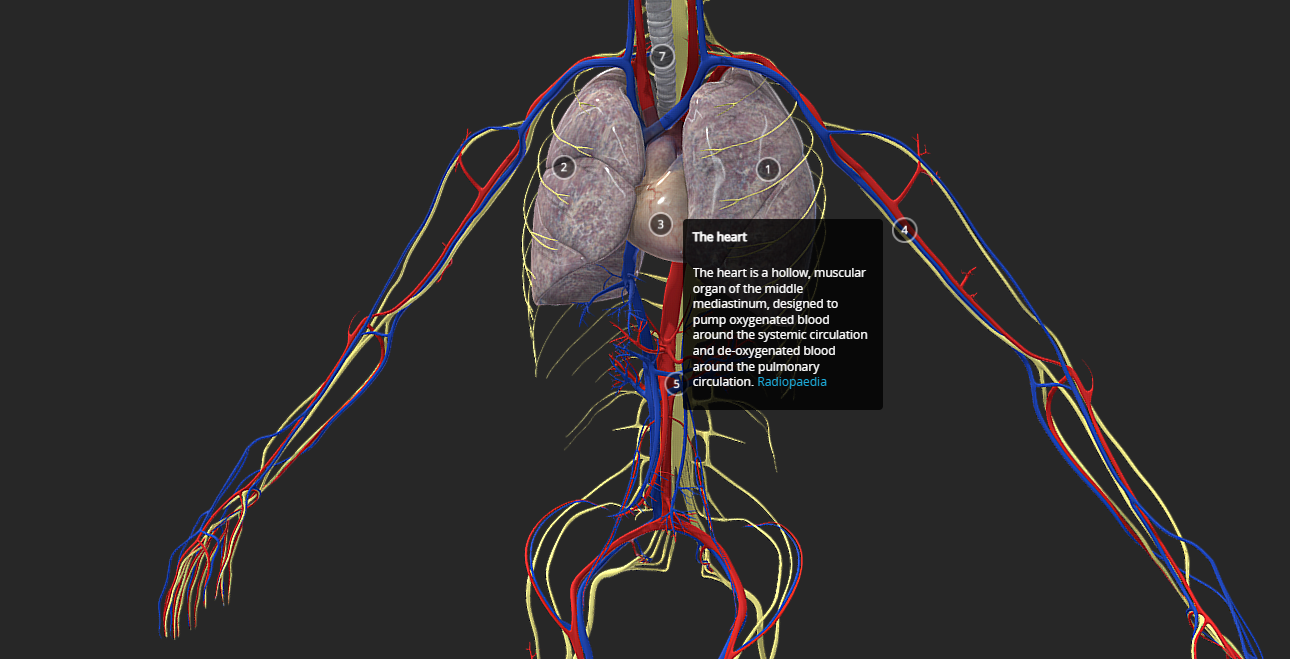 7
2
1
3
4
The heart
The heart is a hollow, muscular
organ of the middle
mediastinum, designed to
pump oxygenated blood
around the systemic circulation
and de-oxygenated blood
around the pulmonary
circulation. Radiopaedia
5